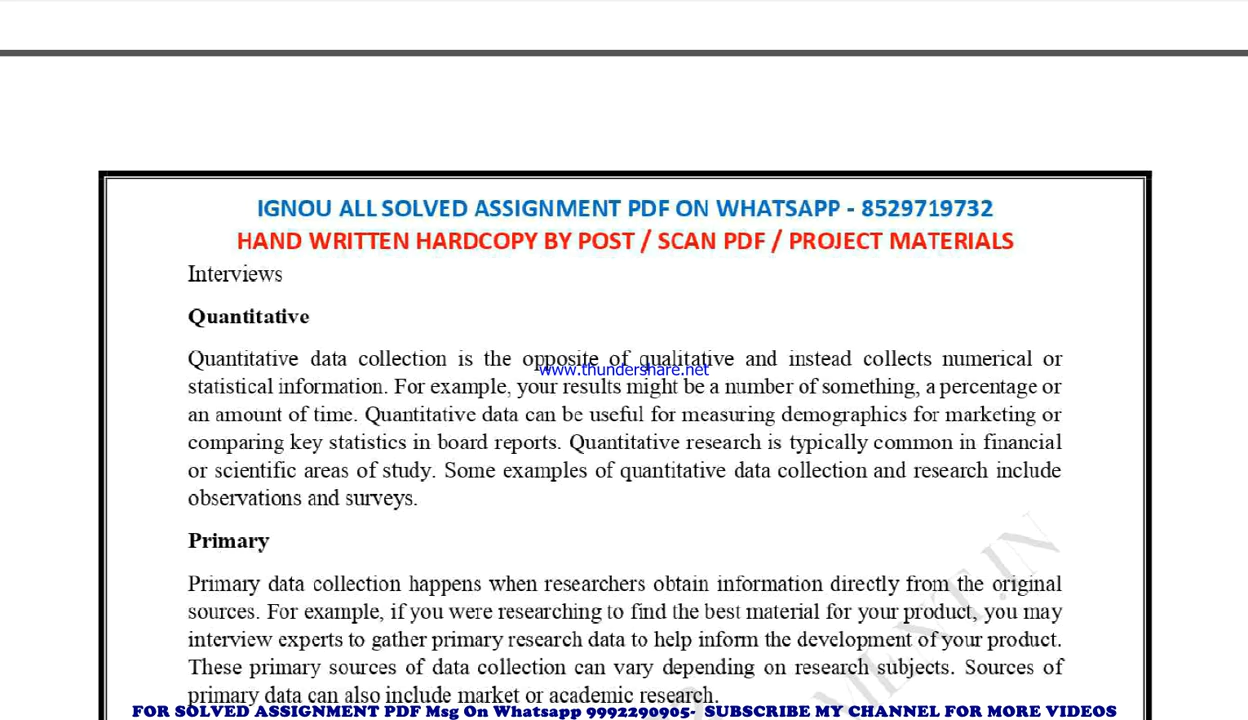 IGNOU ALL SOLVED ASSIGNMENT PDF ON WHATSAPP - 8529719732
HAND WRITTEN HARDCOPY BY POST / SCAN PDF / PROJECT MATERIALS
Interviews
Quantitative
Quantitative data collection is the opposite of qualitative and instead collects numerical or
www.thundershare.net
statistical information. For example, your results might be a number of something, a percentage or
an amount of time. Quantitative data can be useful for measuring demographics for marketing or
comparing key statistics in board reports. Quantitative research is typically common in financial
or scientific areas of study. Some examples of quantitative data collection and research include
observations and surveys.
Primary
Primary data collection happens when researchers obtain information directly from the original
sources. For example, if you were researching to find the best material for your product, you may
interview experts to gather primary research data to help inform the development of your product.
These primary sources of data collection can vary depending on research subjects. Sources of
primary data can also include market or academic research.
MENT.IN
FOR SOLVED ASSIGNMENT PDF Msg On Whatsapp 9992290905- SUBSCRIBE MY CHANNEL FOR MORE VIDEOS